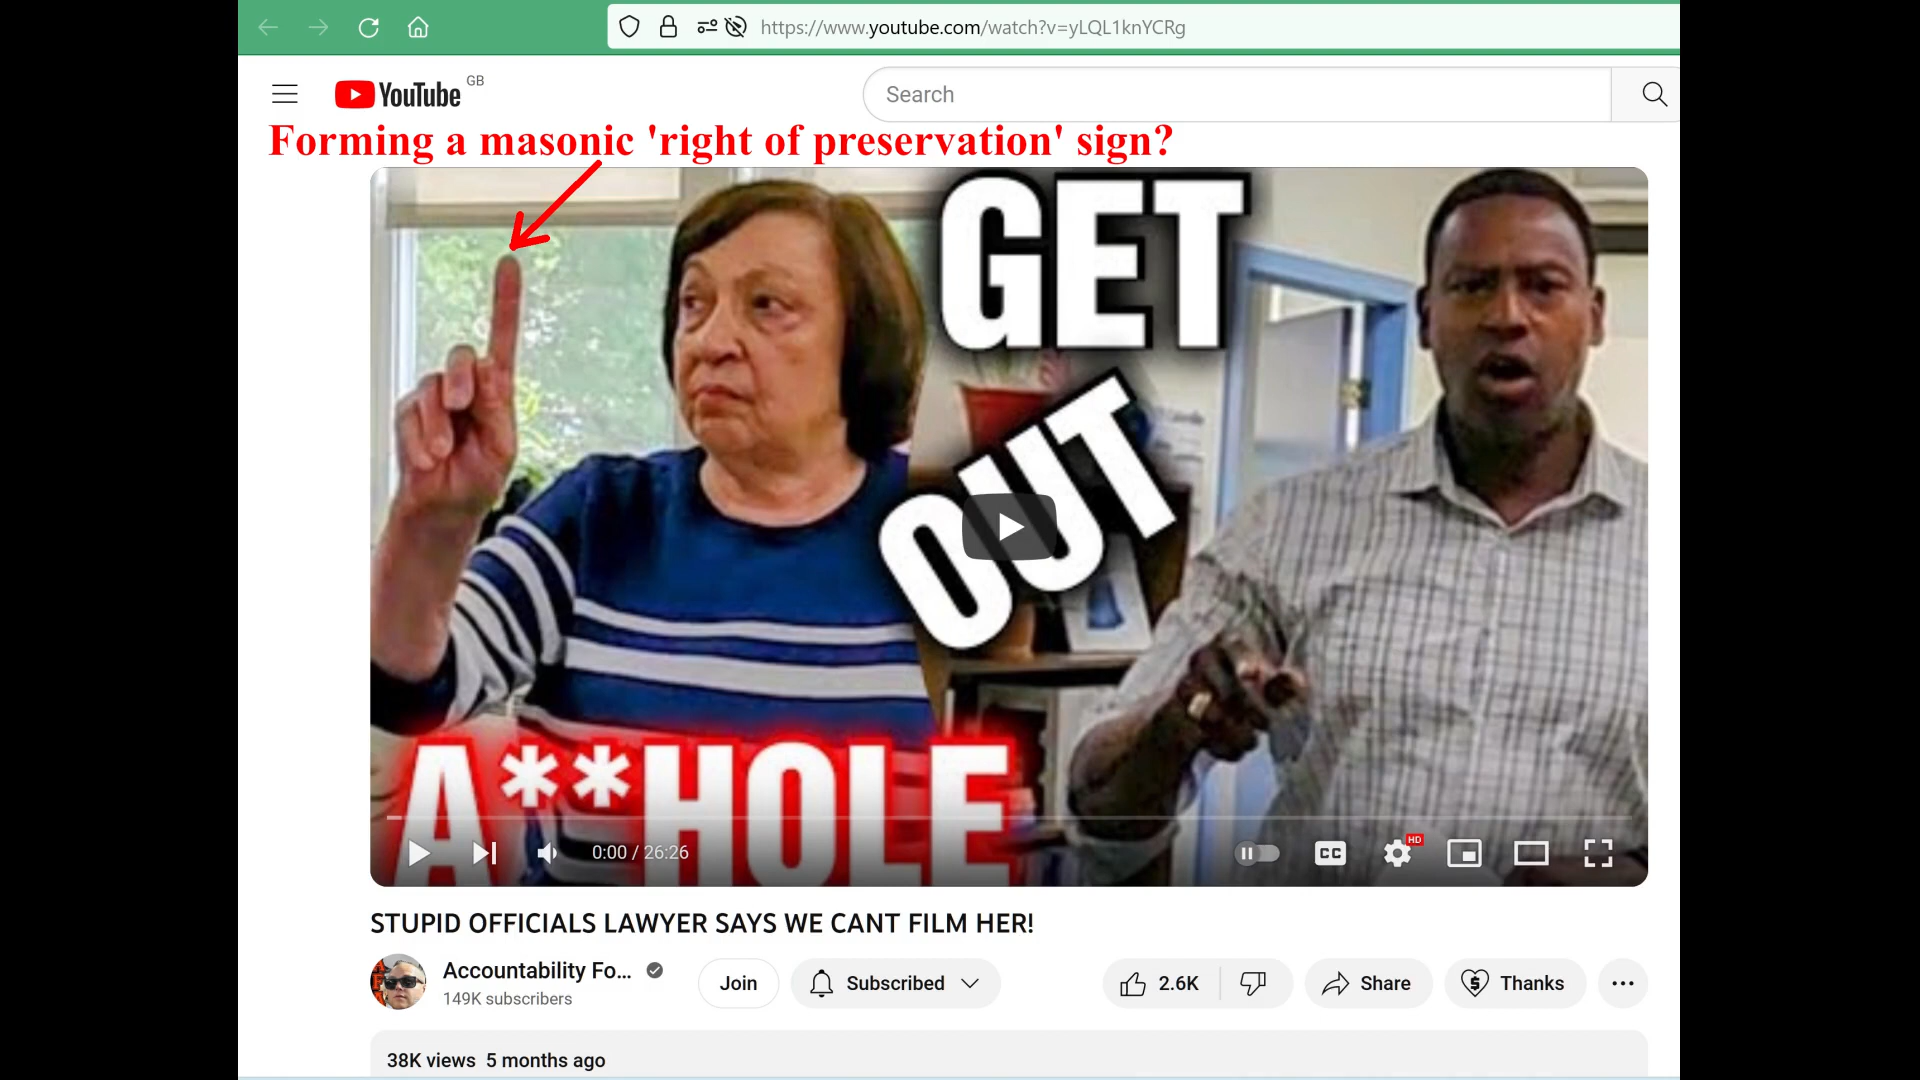 https://www.youtube.com/watch?v=yLQL1knYCRg
YouTube GB
Search
Forming a masonic 'right of preservation' sign?
GET
OUT
A**HOLE
0:00 / 26:26
CC
HD
STUPID OFFICIALS LAWYER SAYS WE CANT FILM HER!
Accountability Fo...
149K subscribers
Join
Subscribed
2.6K
Share
Thanks
38K views 5 months ago